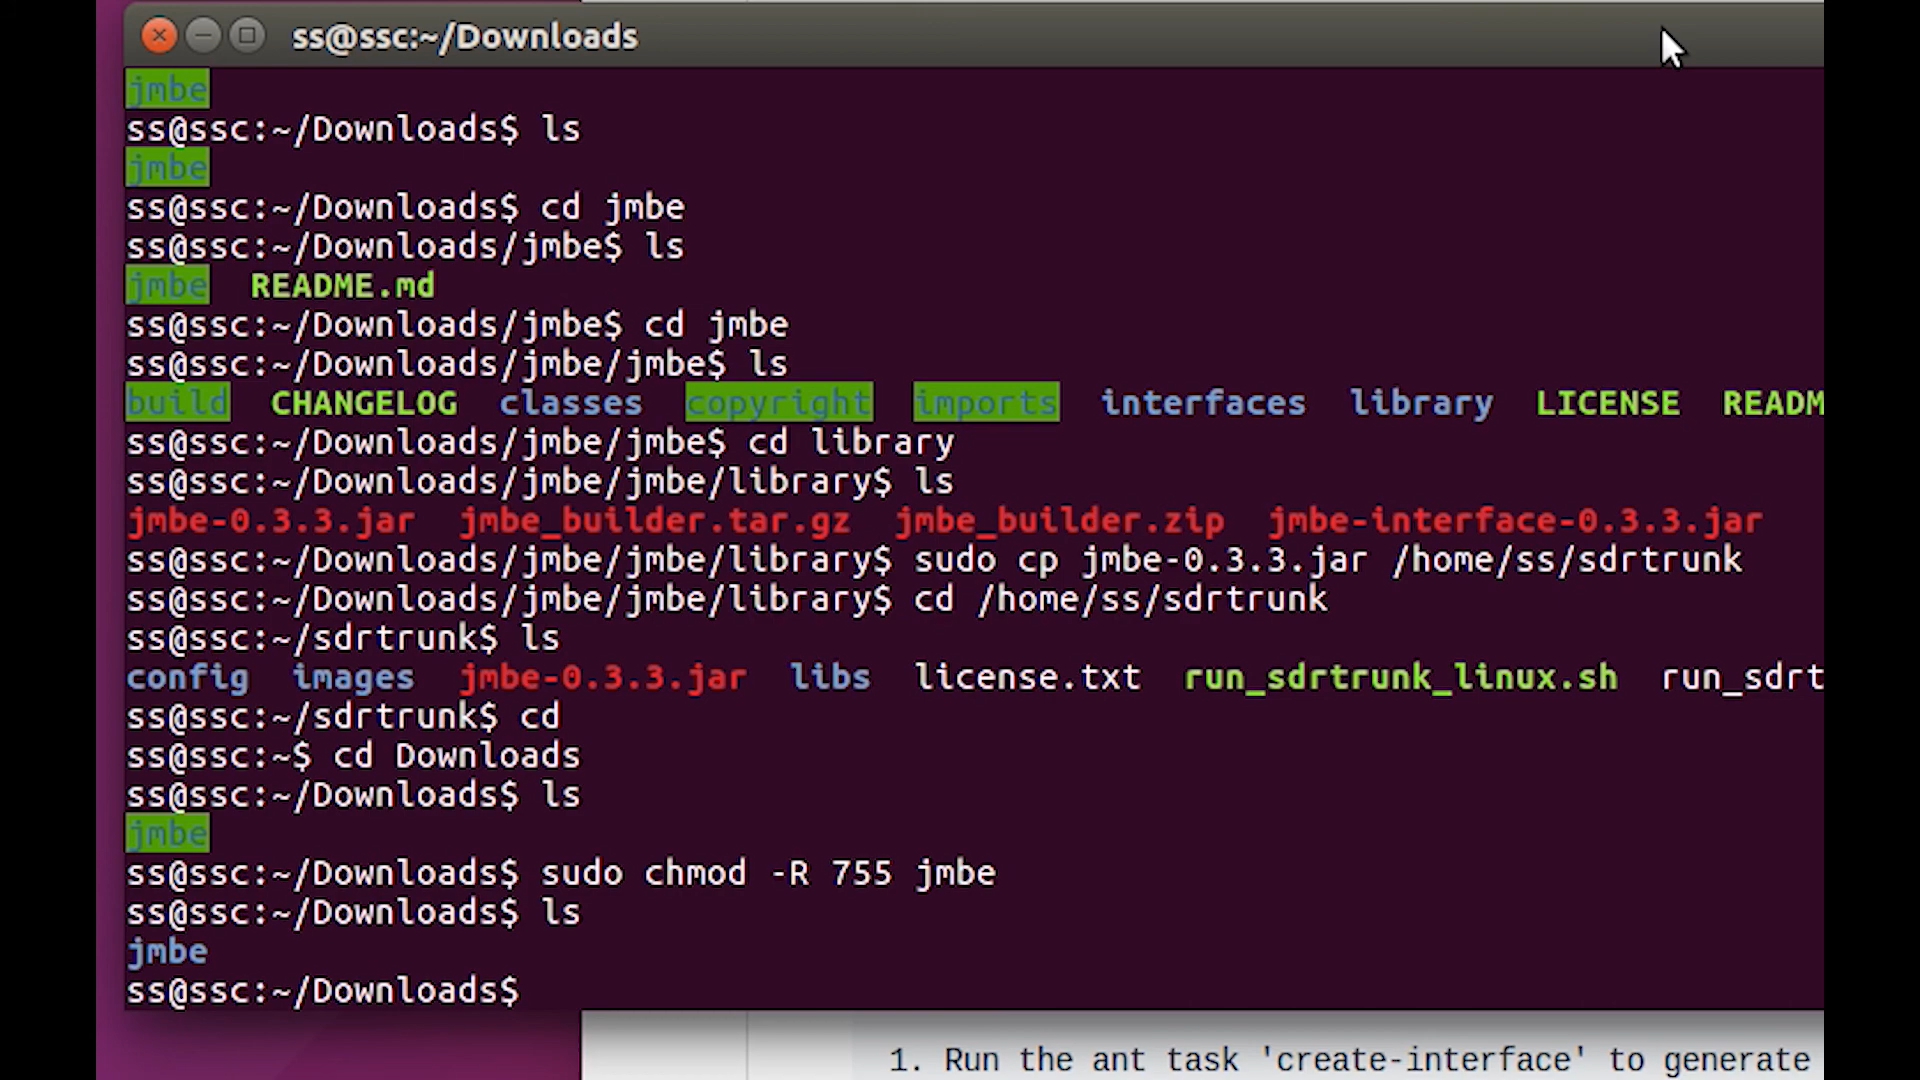 ss@ssc:~/Downloads
jmbe
ss@ssc:~/Downloads$ ls
jmbe
ss@ssc:~/Downloads$ cd jmbe
ss@ssc:~/Downloads/jmbe$ ls
jmbe README.md
ss@ssc:~/Downloads/jmbe$ cd jmbe
ss@ssc:~/Downloads/jmbe/jmbe$ ls
build CHANGELOG classes copyright imports interfaces library LICENSE READM
ss@ssc:~/Downloads/jmbe/jmbe$ cd library
ss@ssc:~/Downloads/jmbe/jmbe/library$ ls
jmbe-0.3.3.jar jmbe_builder.tar.gz jmbe_builder.zip jmbe-interface-0.3.3.jar
ss@ssc:~/Downloads/jmbe/jmbe/library$ sudo cp jmbe-0.3.3.jar /home/ss/sdrtrunk
ss@ssc:~/Downloads/jmbe/jmbe/library$ cd /home/ss/sdrtrunk
ss@ssc:~/sdrtrunk$ ls
config images jmbe-0.3.3.jar libs license.txt run_sdrtrunk_linux.sh run_sdrt
ss@ssc:~/sdrtrunk$ cd
ss@ssc:~$ cd Downloads
ss@ssc:~/Downloads$ ls
jmbe
ss@ssc:~/Downloads$ sudo chmod -R 755 jmbe
ss@ssc:~/Downloads$ ls
jmbe
ss@ssc:~/Downloads$
1. Run the ant task 'create-interface' to generate